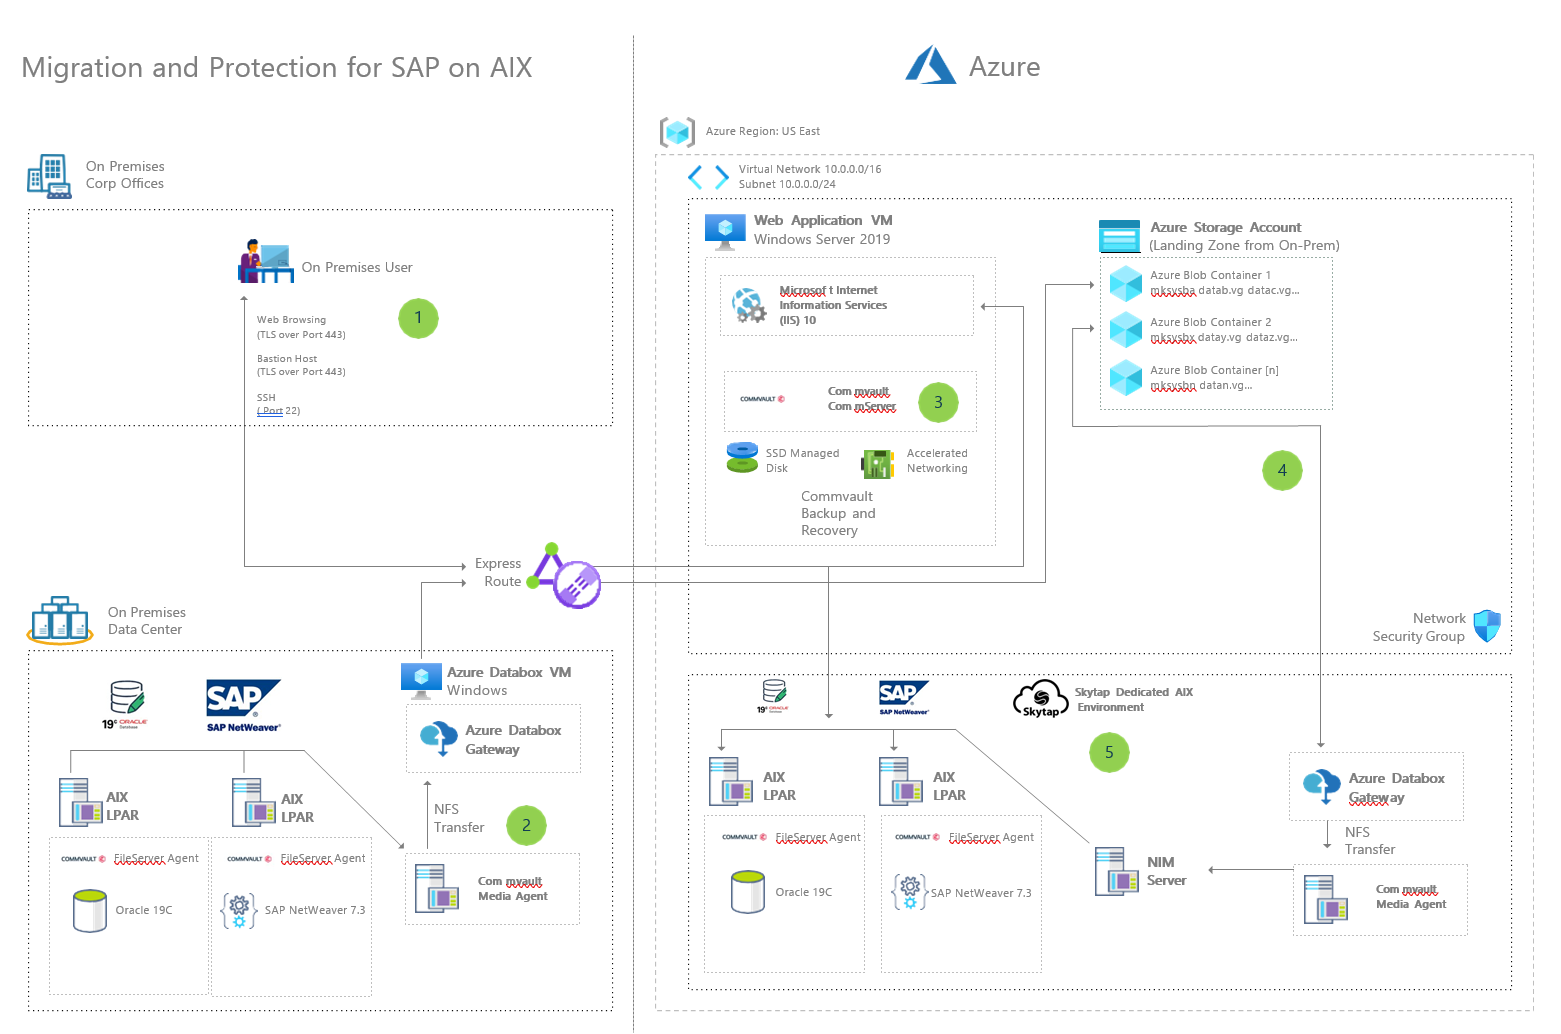 Migration and Protection for SAP on AIX
Azure
Azure Region: US East
On Premises
Corp Offices
Virtual Network 10.0.0.0/16
Subnet 10.0.0.0/24
On Premises User
1
Web Browsing
(TLS over Port 443)
Bastion Host
(TLS over Port 443)
SSH
( Port 22)
Web Application VM
Windows Server 2019
Microsof t Internet
Information Services
(IIS) 10
COMMVAULT
Com mvault
Com mServer
3
SSD Managed
Disk
Accelerated
Networking
Commvault
Backup and
Recovery
Azure Storage Account
(Landing Zone from On-Prem)
Azure Blob Container 1
mksysba datab.vg datac.vg...
Azure Blob Container 2
mksysbx datay.vg dataz.vg...
Azure Blob Container [n]
mksysbn datan.vg...
4
Express
Route
Network
Security Group
On Premises
Data Center
19c ORACLE
Database
SAP
SAP NetWeaver
Azure Databox VM
Windows
Azure Databox
Gateway
AIX
LPAR
AIX
LPAR
NFS
Transfer
2
COMMVAULT FileServer Agent
Oracle 19C
COMMVAULT FileServer Agent
SAP NetWeaver 7.3
Com mvault
Media Agent
19c ORACLE
Database
SAP
SAP NetWeaver
Skytap
Skytap Dedicated AIX
Environment
5
AIX
LPAR
AIX
LPAR
COMMVAULT FileServer Agent
Oracle 19C
COMMVAULT FileServer Agent
SAP NetWeaver 7.3
NIM
Server
Azure Databox
Gateway
NFS
Transfer
Com mvault
Media Agent